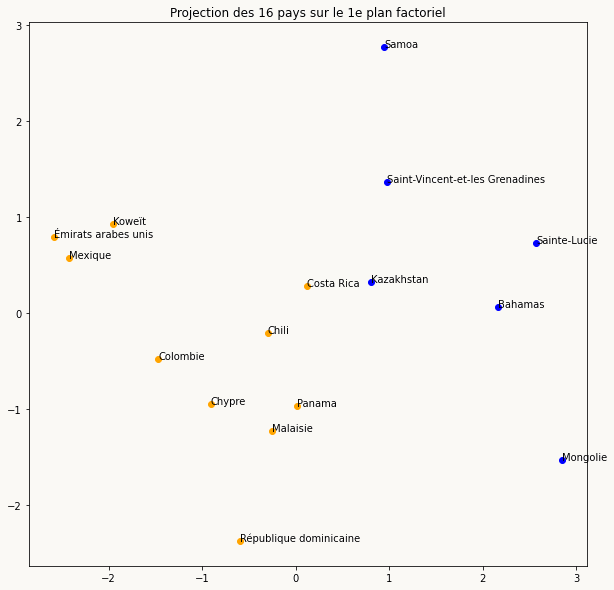 Projection des 16 pays sur le 1e plan factoriel
3
Samoa
2
Saint-Vincent-et-les Grenadines
1
Koweït
Émirats arabes unis
Sainte-Lucie
Mexique
Kazakhstan
Costa Rica
Bahamas
0
Chili
Colombie
Chypre
Panama
−1
Malaisie
Mongolie
−2
République dominicaine
−2 −1 0 1 2 3